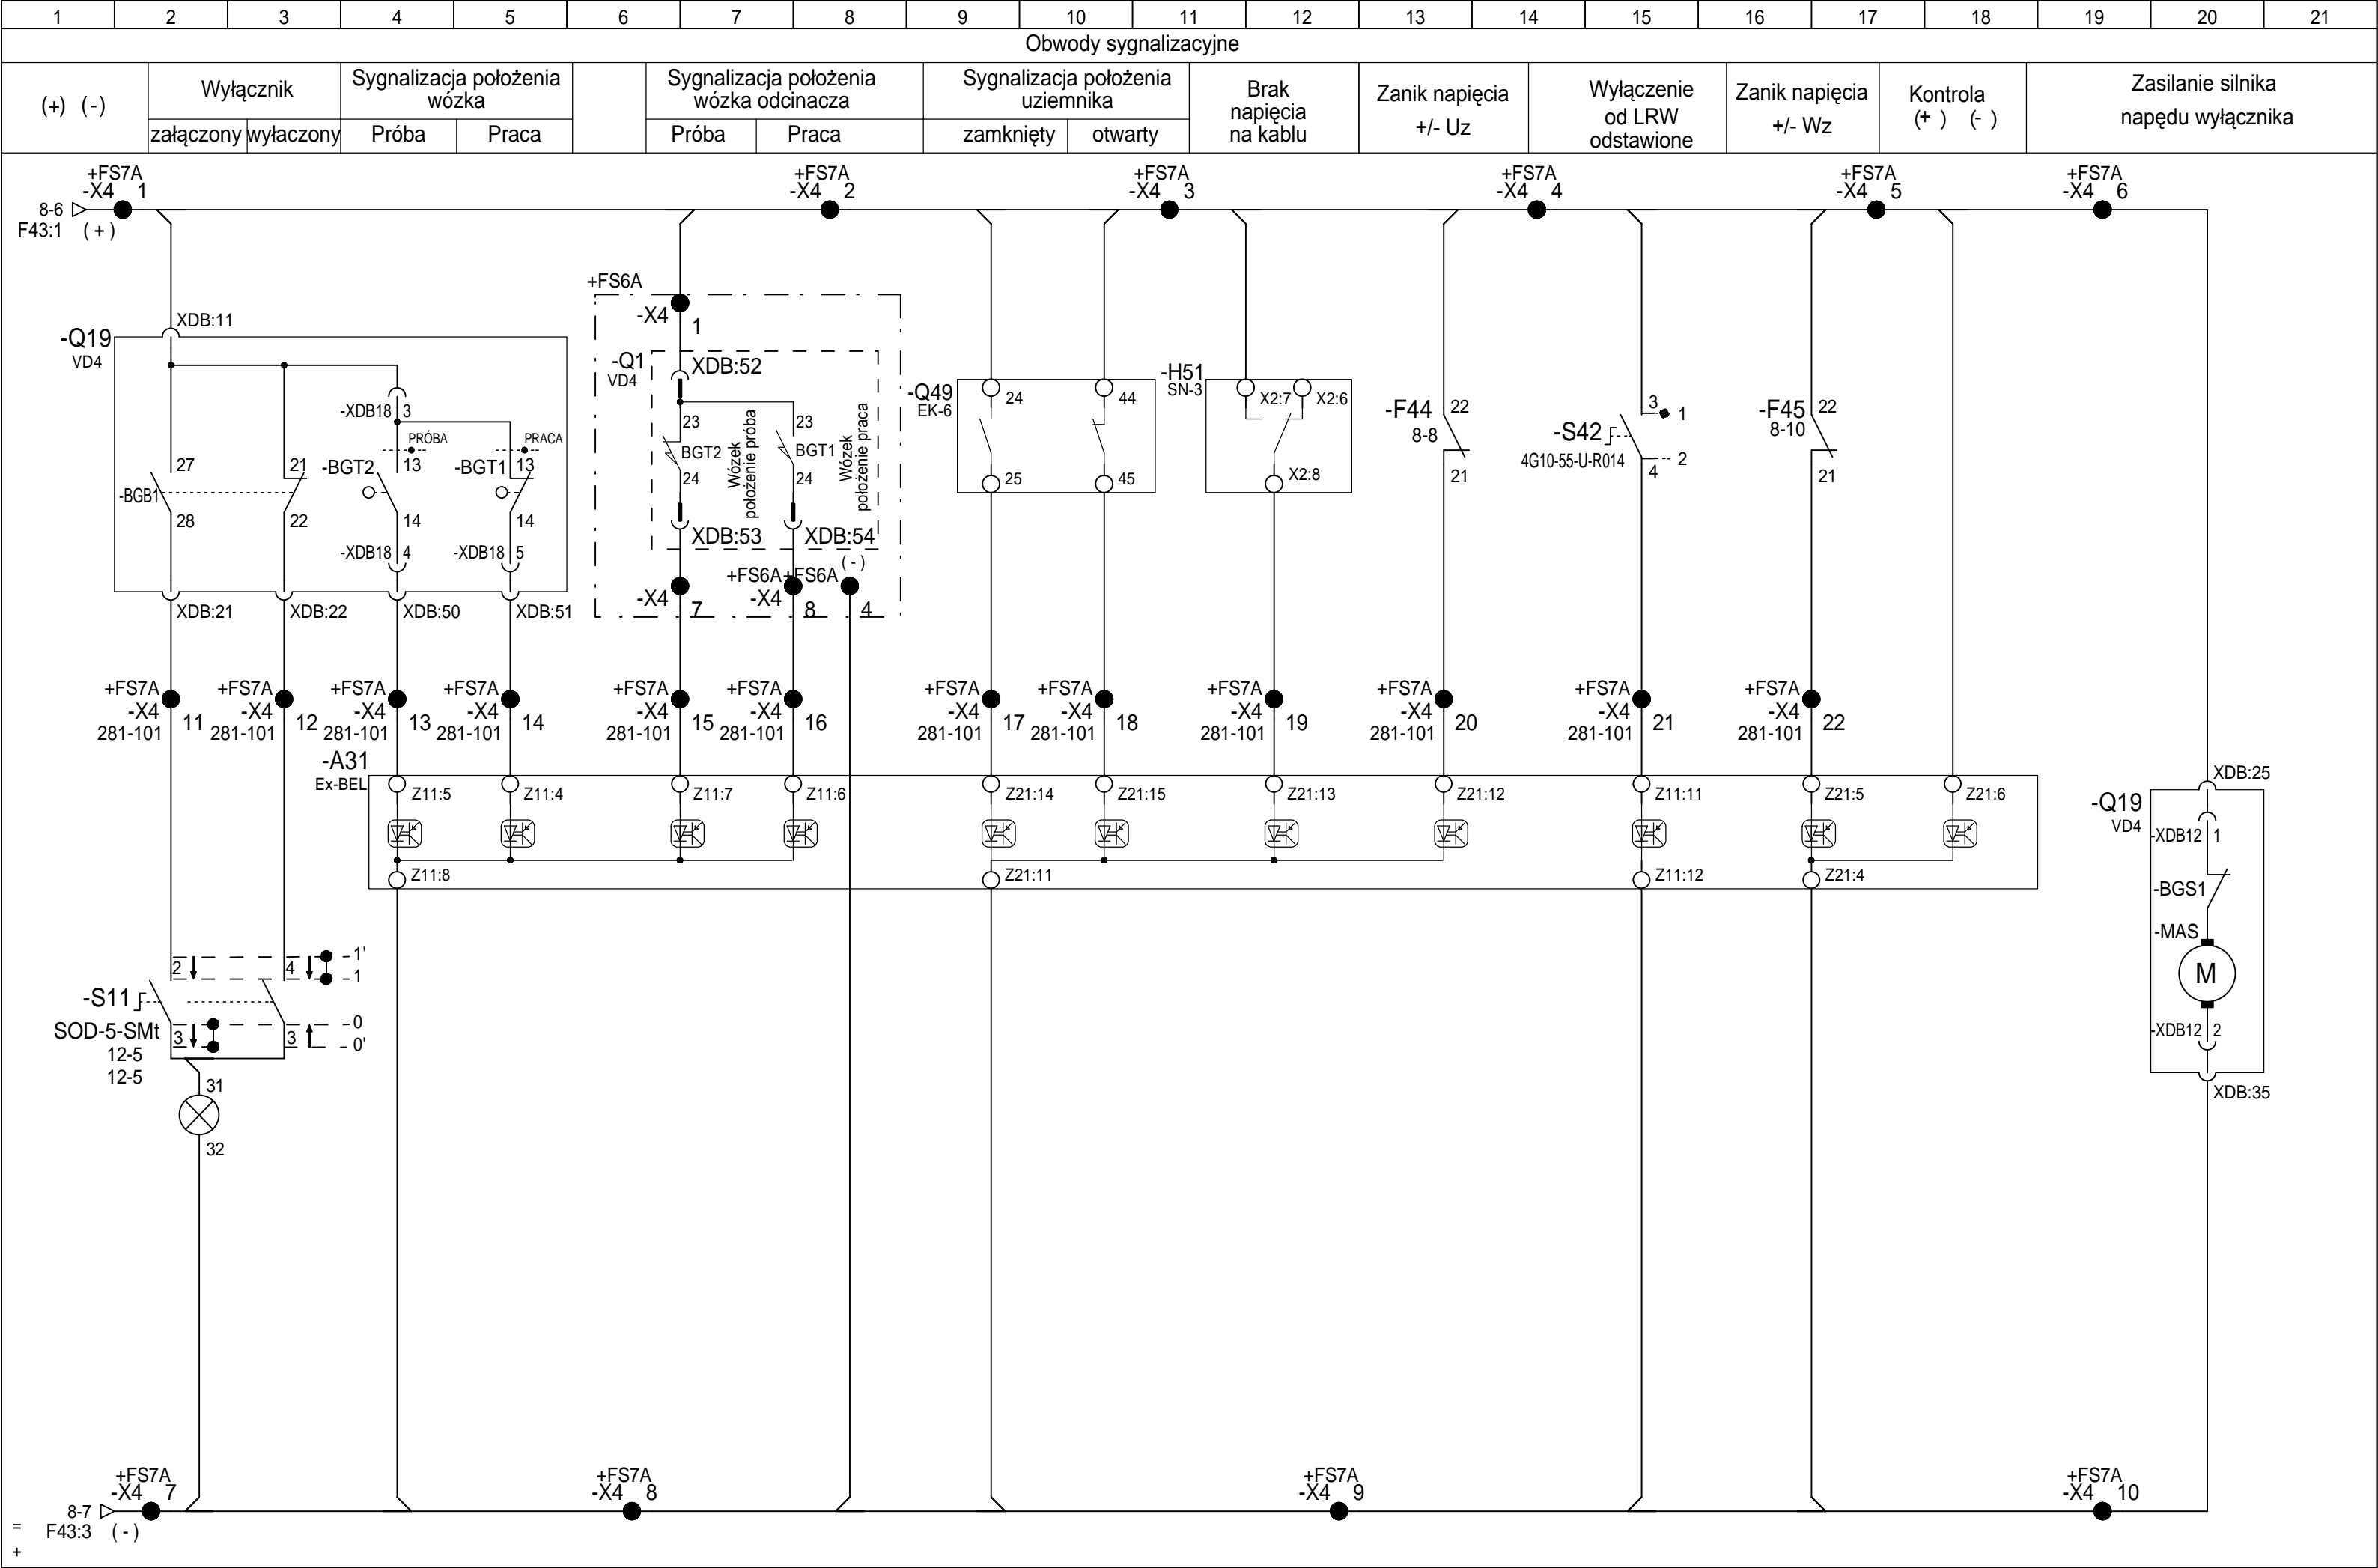 1 2 3 4 5 6 7 8 9 10 11 12 13 14 15 16 17 18 19 20 21
Obwody sygnalizacyjne
(+) (-)
Wyłącznik
załączony wyłaczony
Sygnalizacja położenia
wózka
Próba Praca
Sygnalizacja położenia
wózka odcinacza
Próba Praca
Sygnalizacja położenia
uziemnika
zamknięty otwarty
Brak
napięcia
na kablu
Zanik napięcia
+/- Uz
Wyłączenie
od LRW
odstawione
Zanik napięcia
+/- Wz
Kontrola
(+ ) (- )
Zasilanie silnika
napędu wyłącznika
+FS7A
-X4 1
8-6
F43:1 (+)
+FS7A
-X4 2
+FS7A
-X4 3
+FS7A
-X4 4
+FS7A
-X4 5
+FS7A
-X4 6
XDB:11
-Q19
VD4
-XDB18 3
PRÓBA
PRACA
-BGB1
27
28
21
22
-BGT2 13
14
-BGT1 13
14
-XDB18 4
-XDB18 5
XDB:21
XDB:22
XDB:50
XDB:51
+FS6A
-X4
1
-Q1
VD4
XDB:52
23
BGT2
24
Wózek
położenie próba
23
BGT1
24
Wózek
położenie praca
XDB:53
XDB:54
(-)
+FS6A
+FS6A
-X4
7
-X4
8
4
-Q49
EK-6
24
25
44
45
-H51
SN-3
X2:7
X2:6
X2:8
-F44
8-8
22
21
-S42
4G10-55-U-R014
3
1
2
4
-F45
8-10
22
21
+FS7A
-X4
281-101
11
+FS7A
-X4
281-101
12
+FS7A
-X4
281-101
13
+FS7A
-X4
281-101
14
+FS7A
-X4
281-101
15
+FS7A
-X4
281-101
16
+FS7A
-X4
281-101
17
+FS7A
-X4
281-101
18
+FS7A
-X4
281-101
19
+FS7A
-X4
281-101
20
+FS7A
-X4
281-101
21
+FS7A
-X4
281-101
22
-A31
Ex-BEL
Z11:5
Z11:4
Z11:7
Z11:6
Z21:14
Z21:15
Z21:13
Z21:12
Z11:11
Z21:5
Z21:6
Z11:8
Z21:11
Z11:12
Z21:4
XDB:25
-Q19
VD4
-XDB12 1
-BGS1
-MAS
M
-XDB12 2
XDB:35
2
4
1'
1
-S11
SOD-5-SMt
12-5
12-5
3
3
0
0'
31
32
+FS7A
-X4 7
8-7
F43:3 (-)
+FS7A
-X4 8
+FS7A
-X4 9
+FS7A
-X4 10
=
+